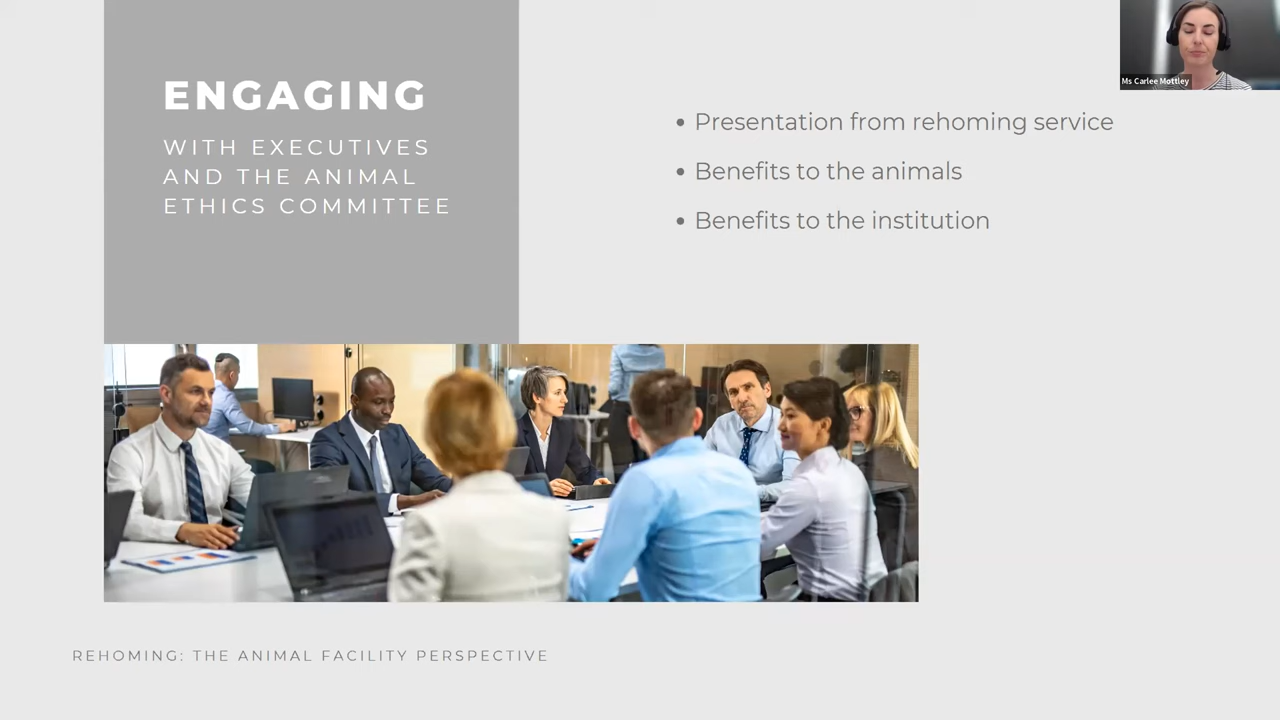 ENGAGING
WITH EXECUTIVES
AND THE ANIMAL
ETHICS COMMITTEE
• Presentation from rehoming service
• Benefits to the animals
• Benefits to the institution
Ms Carlee Mottley
REHOMING: THE ANIMAL FACILITY PERSPECTIVE